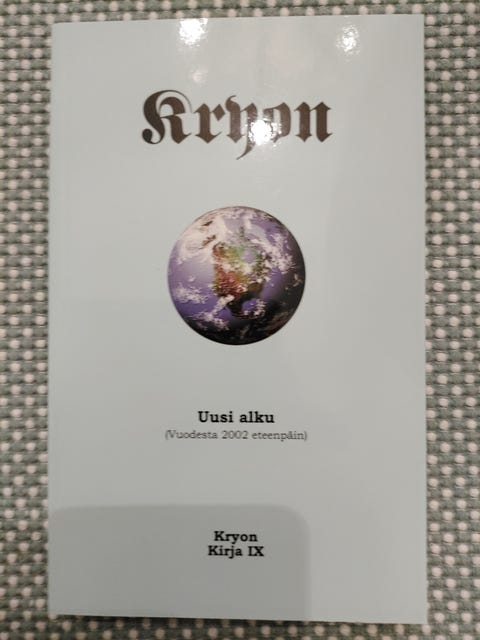 Kryon
Uusi alku
(Vuodesta 2002 eteenpäin)
Kryon
Kirja IX